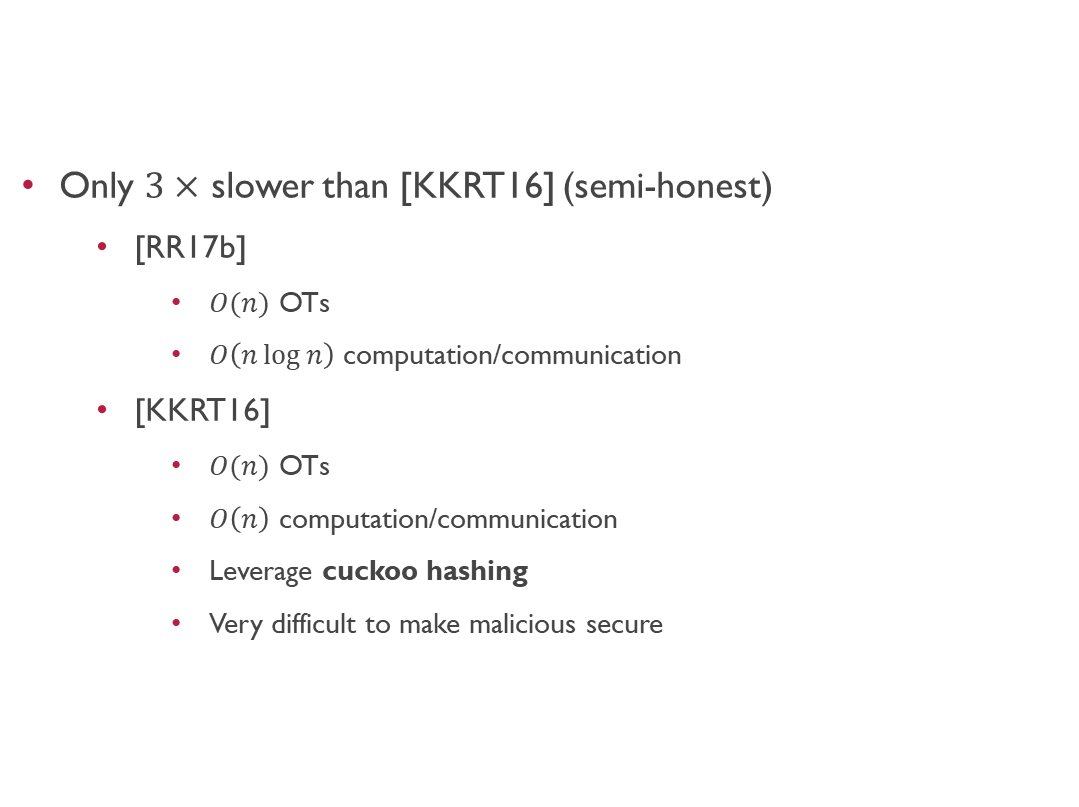 • Only 3 × slower than [KKRT16] (semi-honest)
• [RR17b]
• O(n) OTs
• O(n log n) computation/communication
• [KKRT16]
• O(n) OTs
• O(n) computation/communication
• Leverage cuckoo hashing
• Very difficult to make malicious secure